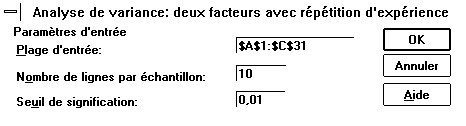 Analyse de variance: deux facteurs avec répétition d'expérience
Paramètres d'entrée
Plage d'entrée: $A$1:$C$31
Nombre de lignes par échantillon: 10
Seuil de signification: 0,01
OK
Annuler
Aide